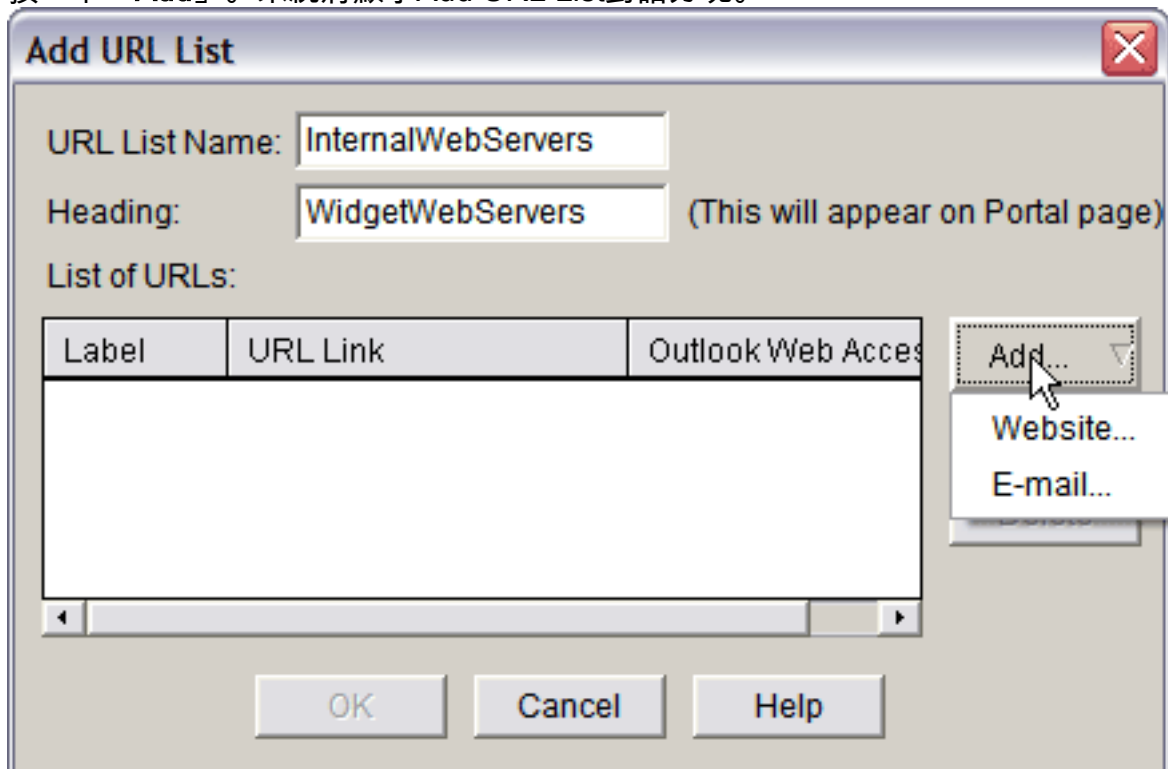 Add URL List
URL List Name: InternalWebServers
Heading: WidgetWebServers (This will appear on Portal page)
List of URLs:
Label URL Link Outlook Web Acces Add...
Website...
E-mail...
OK Cancel Help